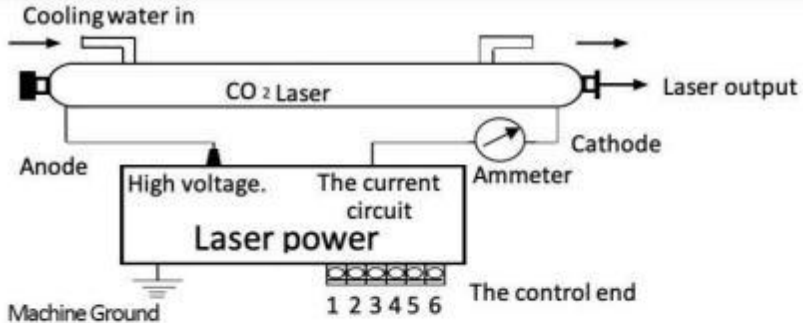 Cooling water in
CO 2 Laser
Laser output
Anode
Cathode
Ammeter
High voltage.
The current
circuit
Laser power
1 2 3 4 5 6
The control end
Machine Ground